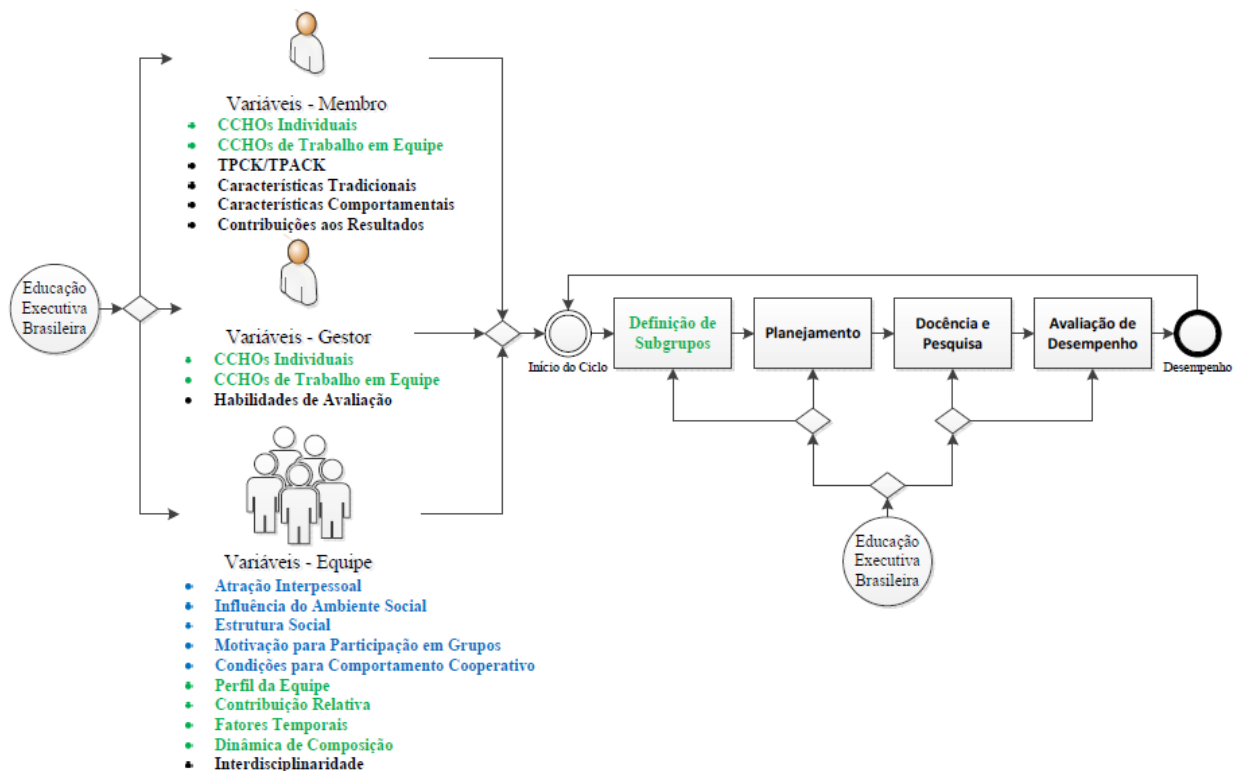 Variáveis - Membro
CCHOs Individuais
CCHOs de Trabalho em Equipe
TPCK/TPACK
Características Tradicionais
Características Comportamentais
Contribuições aos Resultados
Educação
Executiva
Brasileira
Variáveis - Gestor
CCHOs Individuais
CCHOs de Trabalho em Equipe
Habilidades de Avaliação
Variáveis - Equipe
Atração Interpessoal
Influência do Ambiente Social
Estrutura Social
Motivação para Participação em Grupos
Condições para Comportamento Cooperativo
Perfil da Equipe
Contribuição Relativa
Fatores Temporais
Dinâmica de Composição
Interdisciplinaridade
Início do Ciclo
Definição de
Subgrupos
Planejamento
Docência e
Pesquisa
Avaliação de
Desempenho
Desempenho
Educação
Executiva
Brasileira